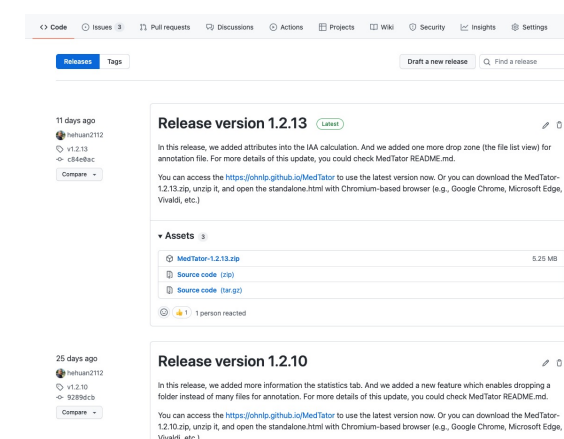 Code Issues 3 Pull requests Discussions Actions Projects Wiki Security Insights Settings
Releases Tags Draft a new release Find a release
11 days ago
hehuan2112
v1.2.13
c84e0ac
Compare
Release version 1.2.13 Latest
In this release, we added attributes into the IAA calculation. And we added one more drop zone (the file list view) for
annotation file. For more details of this update, you could check MedTator README.md.
You can access the https://ohnlp.github.io/MedTator to use the latest version now. Or you can download the MedTator-
1.2.13.zip, unzip it, and open the standalone.html with Chromium-based browser (e.g., Google Chrome, Microsoft Edge,
Vivaldi, etc.)
Assets 3
MedTator-1.2.13.zip 5.25 MB
Source code (zip)
Source code (tar.gz)
1 1 person reacted
25 days ago
hehuan2112
v1.2.10
9289dcb
Compare
Release version 1.2.10
In this release, we added more information the statistics tab. And we added a new feature which enables dropping a
folder instead of many files for annotation. For more details of this update, you could check MedTator README.md.
You can access the https://ohnlp.github.io/MedTator to use the latest version now. Or you can download the MedTator-
1.2.10.zip, unzip it, and open the standalone.html with Chromium-based browser (e.g., Google Chrome, Microsoft Edge,
Vivaldi, etc.)